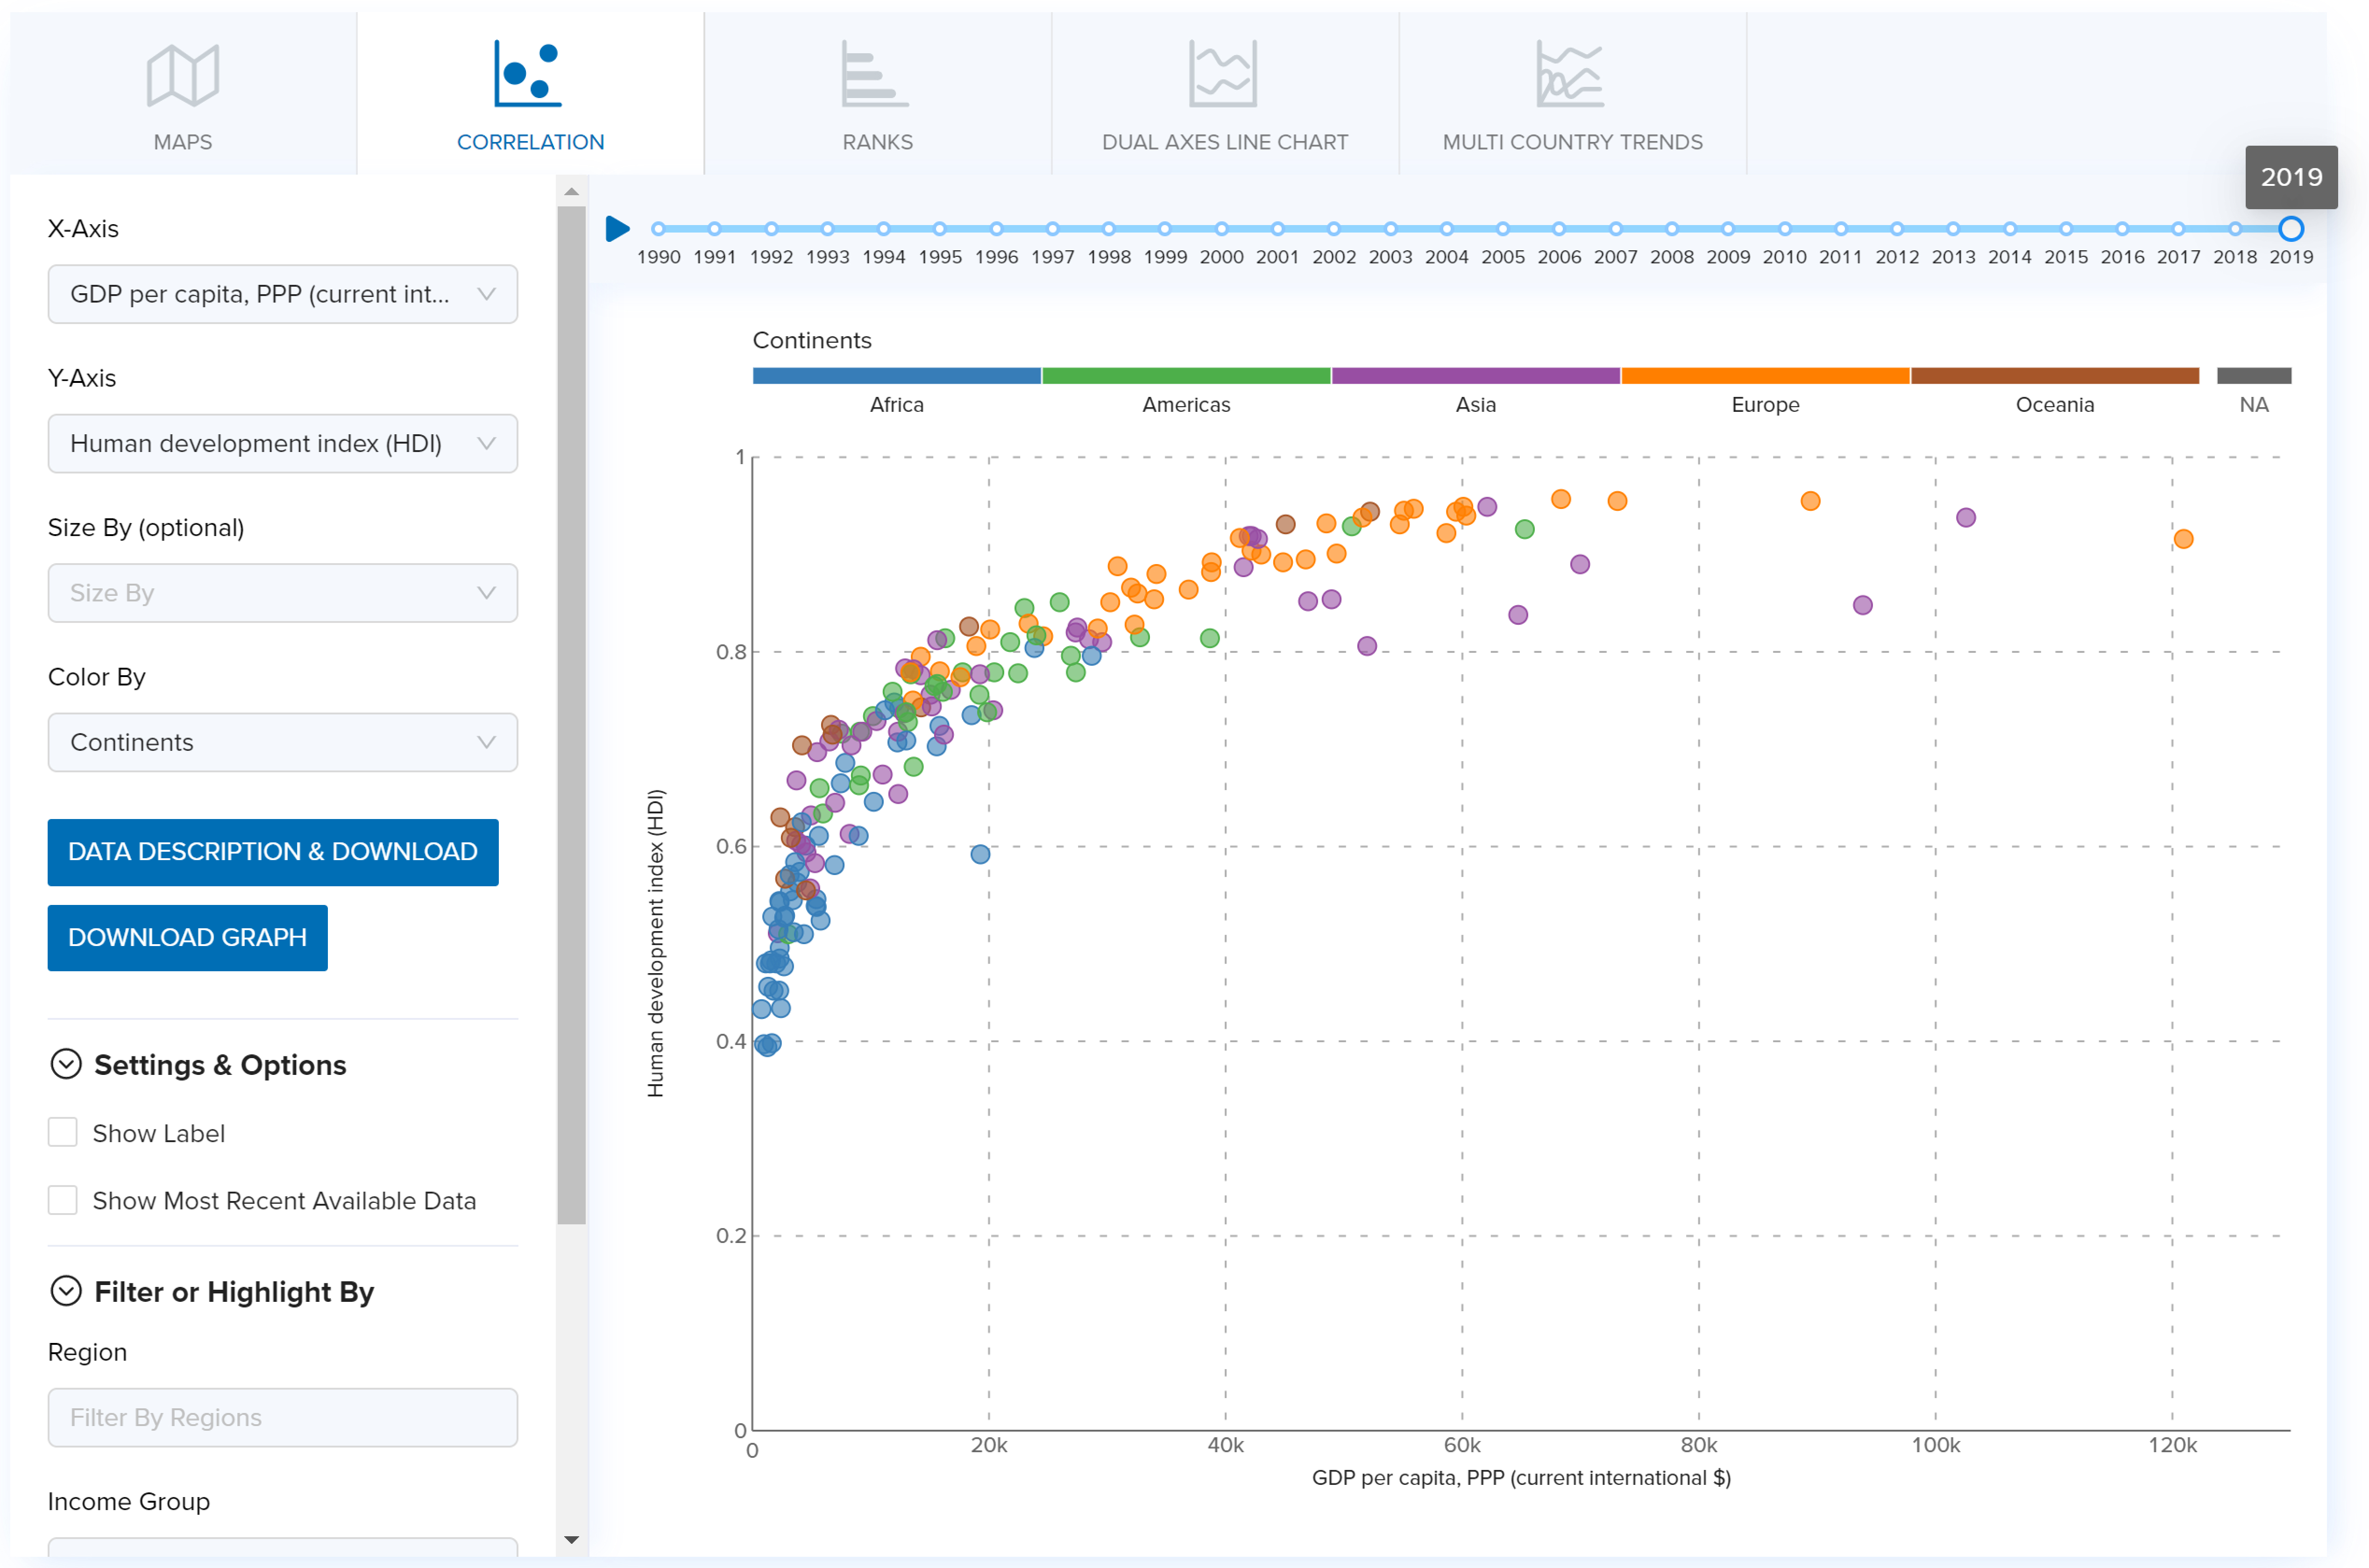 MAPS
CORRELATION
RANKS
DUAL AXES LINE CHART
MULTI COUNTRY TRENDS
2019
X-Axis
GDP per capita, PPP (current int...
Y-Axis
Human development index (HDI)
Size By (optional)
Size By
Color By
Continents
DATA DESCRIPTION & DOWNLOAD
DOWNLOAD GRAPH
Settings & Options
Show Label
Show Most Recent Available Data
Filter or Highlight By
Region
Filter By Regions
Income Group
1990 1991 1992 1993 1994 1995 1996 1997 1998 1999 2000 2001 2002 2003 2004 2005 2006 2007 2008 2009 2010 2011 2012 2013 2014 2015 2016 2017 2018 2019
Continents
Africa Americas Asia Europe Oceania NA
Human development index (HDI)
1
0.8
0.6
0.4
0.2
0
0 20k 40k 60k 80k 100k 120k
GDP per capita, PPP (current international $)